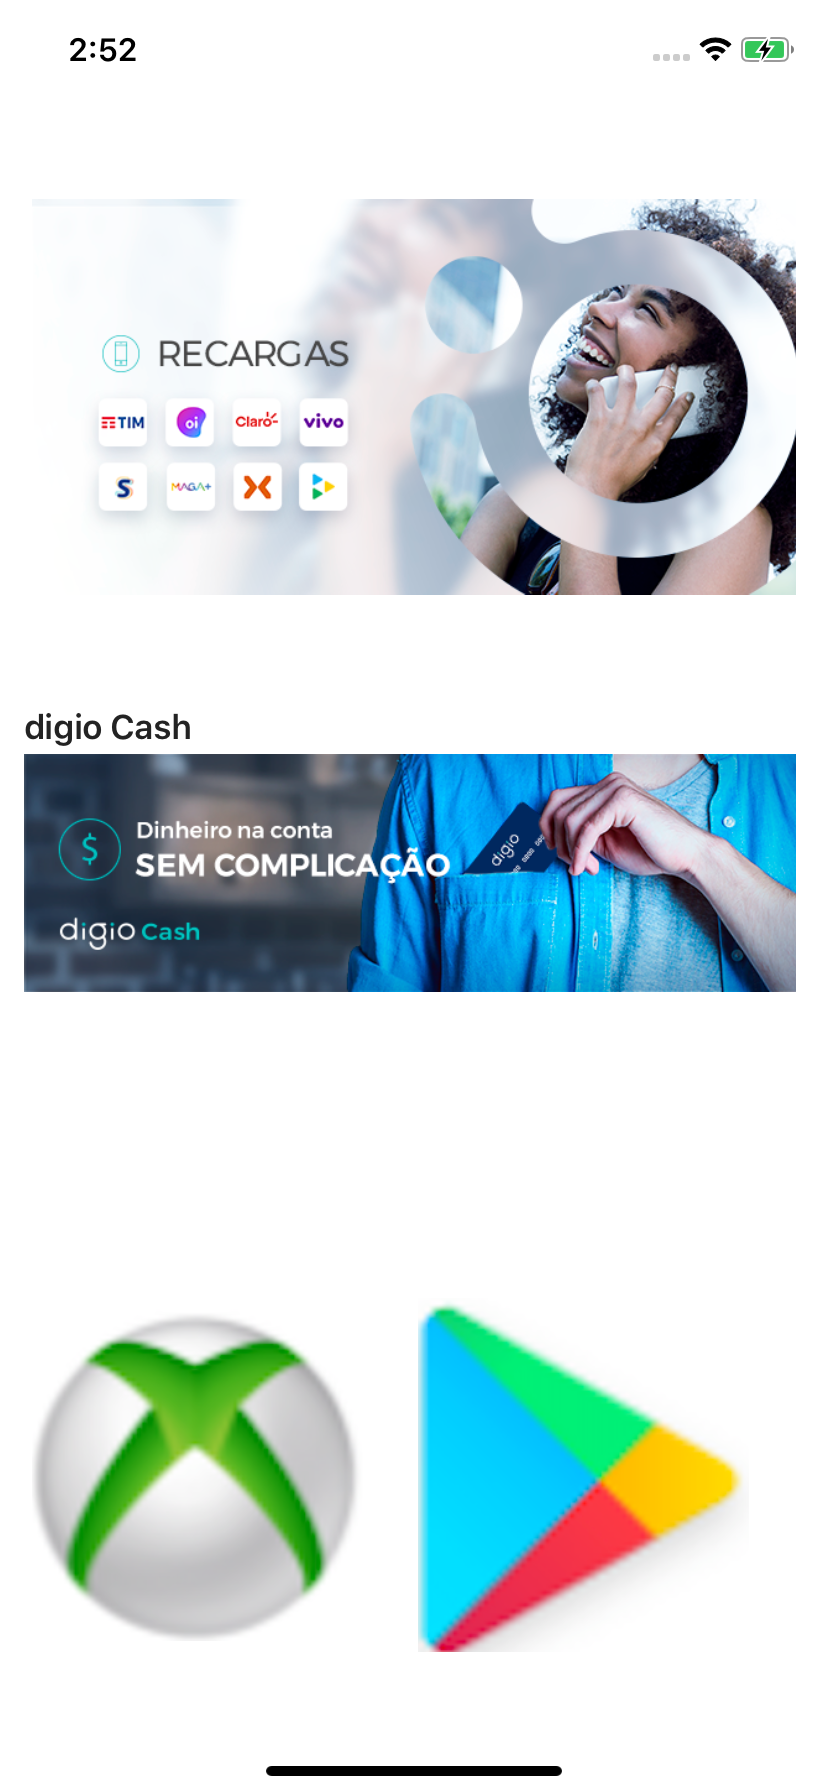 2:52
RECARGAS
TIM
oi
Claro
vivo
S
MAGA+
digio Cash
Dinheiro na conta
SEM COMPLICAÇÃO
$
digio
digio Cash